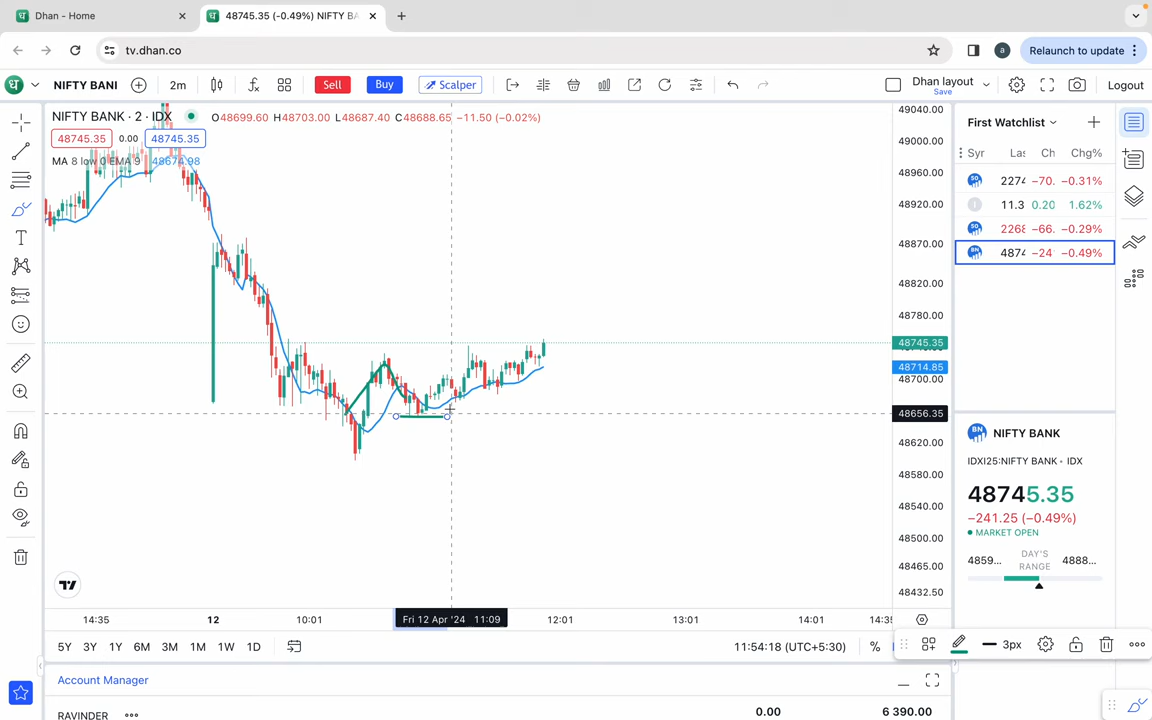 Dhan - Home
48745.35 (-0.49%) NIFTY BA
tv.dhan.co
Relaunch to update
NIFTY BANI
2m
Sell
Buy
Scalper
Dhan layout
Save
Logout
NIFTY BANK · 2 · IDX
O48699.60 H48703.00 L48687.40 C48688.65 −11.50 (−0.02%)
48745.35
0.00
48745.35
MA 8 low 0 EMA 9 48674.98
49040.00
49000.00
48960.00
48920.00
48870.00
48820.00
48780.00
48745.35
48714.85
48700.00
48656.35
48620.00
48580.00
48540.00
48500.00
48465.00
48432.50
14:35
12
10:01
Fri 12 Apr '24 11:09
12:01
13:01
14:01
14:35
5Y 3Y 1Y 6M 3M 1M 1W 1D
11:54:18 (UTC+5:30)
%
3px
Account Manager
RAVINDER
0.00
6 390.00
First Watchlist
Syr Las Ch Chg%
2274 −70. −0.31%
11.3 0.20 1.62%
2268 −66. −0.29%
4874 −24 −0.49%
NIFTY BANK
IDXI25:NIFTY BANK • IDX
48745.35
−241.25 (−0.49%)
MARKET OPEN
4859...
DAY'S RANGE
4888...